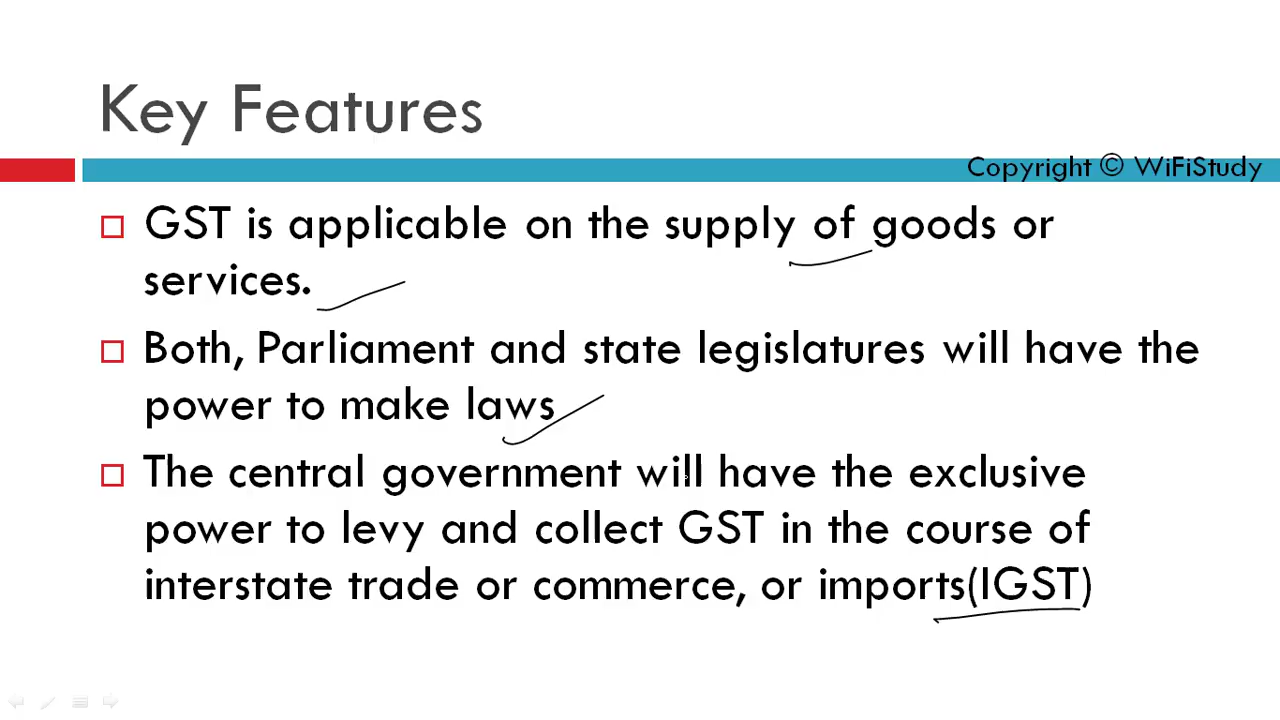 Key Features
Copyright © WiFiStudy
GST is applicable on the supply of goods or
services.
Both, Parliament and state legislatures will have the
power to make laws
The central government will have the exclusive
power to levy and collect GST in the course of
interstate trade or commerce, or imports(IGST)